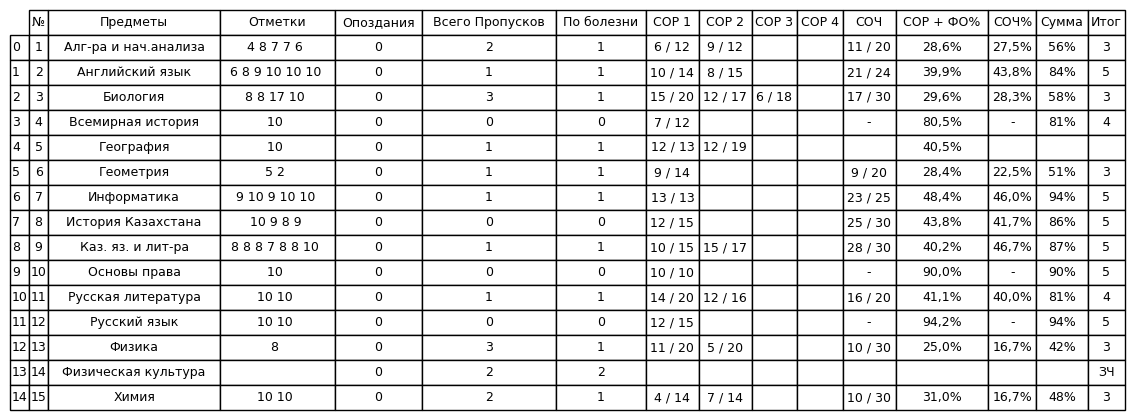 № Предметы Отметки Опоздания Всего Пропусков По болезни СОР 1 СОР 2 СОР 3 СОР 4 СОЧ СОР + ФО% СОЧ% Сумма Итог
0 1 Алг-ра и нач.анализа 4 8 7 7 6 0 2 1 6 / 12 9 / 12 11 / 20 28,6% 27,5% 56% 3
1 2 Английский язык 6 8 9 10 10 10 0 1 1 10 / 14 8 / 15 21 / 24 39,9% 43,8% 84% 5
2 3 Биология 8 8 17 10 0 3 1 15 / 20 12 / 17 6 / 18 17 / 30 29,6% 28,3% 58% 3
3 4 Всемирная история 10 0 0 0 7 / 12 - 80,5% - 81% 4
4 5 География 10 0 1 1 12 / 13 12 / 19 40,5%
5 6 Геометрия 5 2 0 1 1 9 / 14 9 / 20 28,4% 22,5% 51% 3
6 7 Информатика 9 10 9 10 10 0 1 1 13 / 13 23 / 25 48,4% 46,0% 94% 5
7 8 История Казахстана 10 9 8 9 0 0 0 12 / 15 25 / 30 43,8% 41,7% 86% 5
8 9 Каз. яз. и лит-ра 8 8 8 7 8 8 10 0 1 1 10 / 15 15 / 17 28 / 30 40,2% 46,7% 87% 5
9 10 Основы права 10 0 0 0 10 / 10 - 90,0% - 90% 5
10 11 Русская литература 10 10 0 1 1 14 / 20 12 / 16 16 / 20 41,1% 40,0% 81% 4
11 12 Русский язык 10 10 0 0 0 12 / 15 - 94,2% - 94% 5
12 13 Физика 8 0 3 1 11 / 20 5 / 20 10 / 30 25,0% 16,7% 42% 3
13 14 Физическая культура 0 2 2 ЗЧ
14 15 Химия 10 10 0 2 1 4 / 14 7 / 14 10 / 30 31,0% 16,7% 48% 3